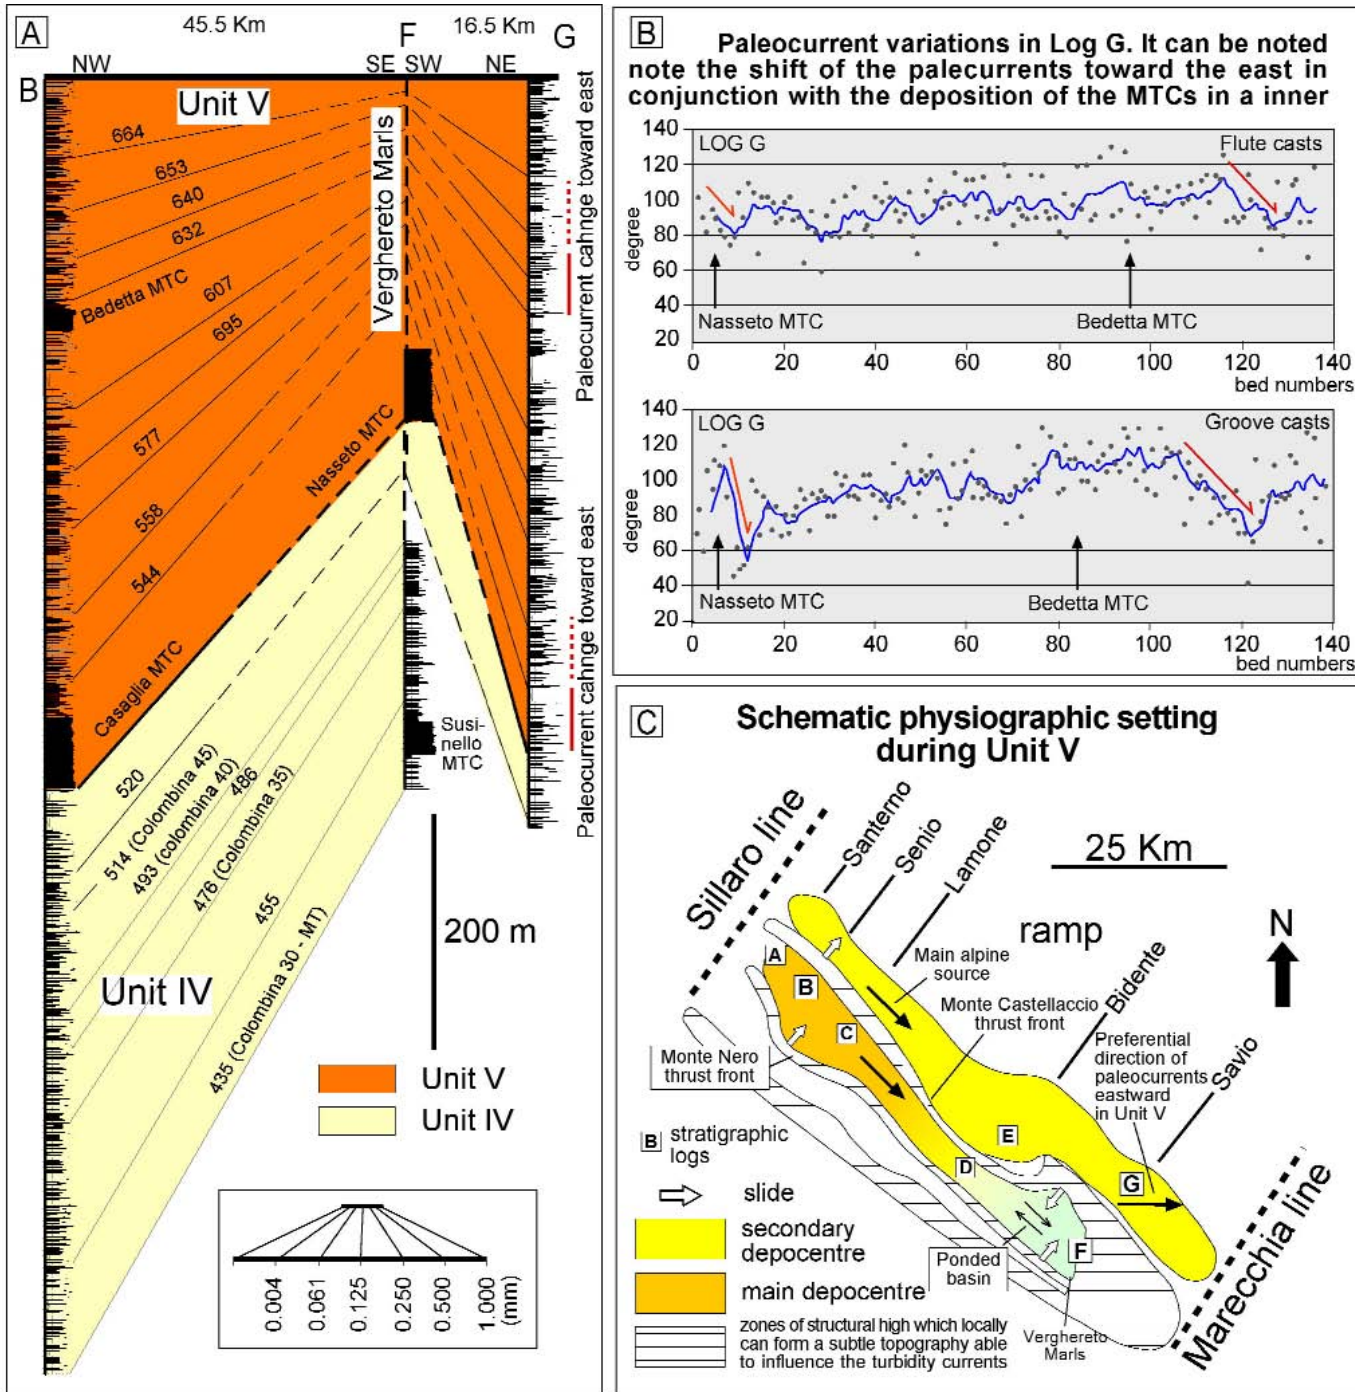 A
45.5 Km
16.5 Km
F
G
NW
SE
SW
NE
B
Unit V
664
653
640
632
Bedetta MTC
607
695
577
558
544
Verghereto Marls
Nasseto MTC
Casaglia MTC
520
514 (Colombina 45)
493 (colombina 40)
486
476 (Colombina 35)
455
435 (Colombina 30 - MT)
Susi-
nello
MTC
Paleocurrent cahnge toward east
Paleocurrent cahnge toward east
200 m
Unit IV
Unit V
Unit IV
0.004
0.061
0.125
0.250
0.500
1.000
(mm)
B
Paleocurrent variations in Log G. It can be noted
note the shift of the palecurrents toward the east in
conjunction with the deposition of the MTCs in a inner
LOG G
Flute casts
degree
140
120
100
80
60
40
20
Nasseto MTC
Bedetta MTC
0 20 40 60 80 100 120 140
bed numbers
LOG G
Groove casts
degree
140
120
100
80
60
40
20
Nasseto MTC
Bedetta MTC
0 20 40 60 80 100 120 140
bed numbers
C
Schematic physiographic setting
during Unit V
Sillaro line
Santerno
Senio
Lamone
25 Km
ramp
N
Main alpine
source
Monte Castellaccio
thrust front
Bidente
Preferential
direction of
paleocurrents
eastward
in Unit V
Savio
A
B
C
Monte Nero
thrust front
E
D
G
F
Ponded
basin
Verghereto
Marls
Marecchia line
B
stratigraphic
logs
slide
secondary
depocentre
main depocentre
zones of structural high which locally
can form a subtle topography able
to influence the turbidity currents